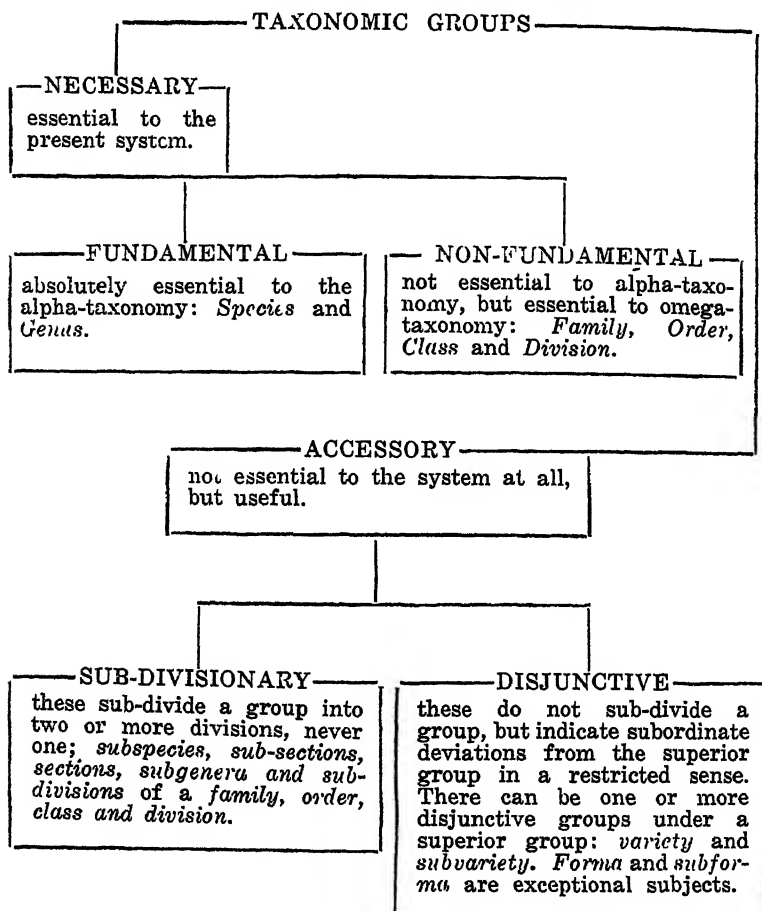 TAXONOMIC GROUPS
NECESSARY
essential to the
present system.
FUNDAMENTAL
absolutely essential to the
alpha-taxonomy: Species and
Genus.
NON-FUNDAMENTAL
not essential to alpha-taxo-
nomy, but essential to omega-
taxonomy: Family, Order,
Class and Division.
ACCESSORY
not essential to the system at all,
but useful.
SUB-DIVISIONARY
these sub-divide a group into
two or more divisions, never
one; subspecies, sub-sections,
sections, subgenera and sub-
divisions of a family, order,
class and division.
DISJUNCTIVE
these do not sub-divide a
group, but indicate subordinate
deviations from the superior
group in a restricted sense.
There can be one or more
disjunctive groups under a
superior group: variety and
subvariety. Forma and subfor-
ma are exceptional subjects.